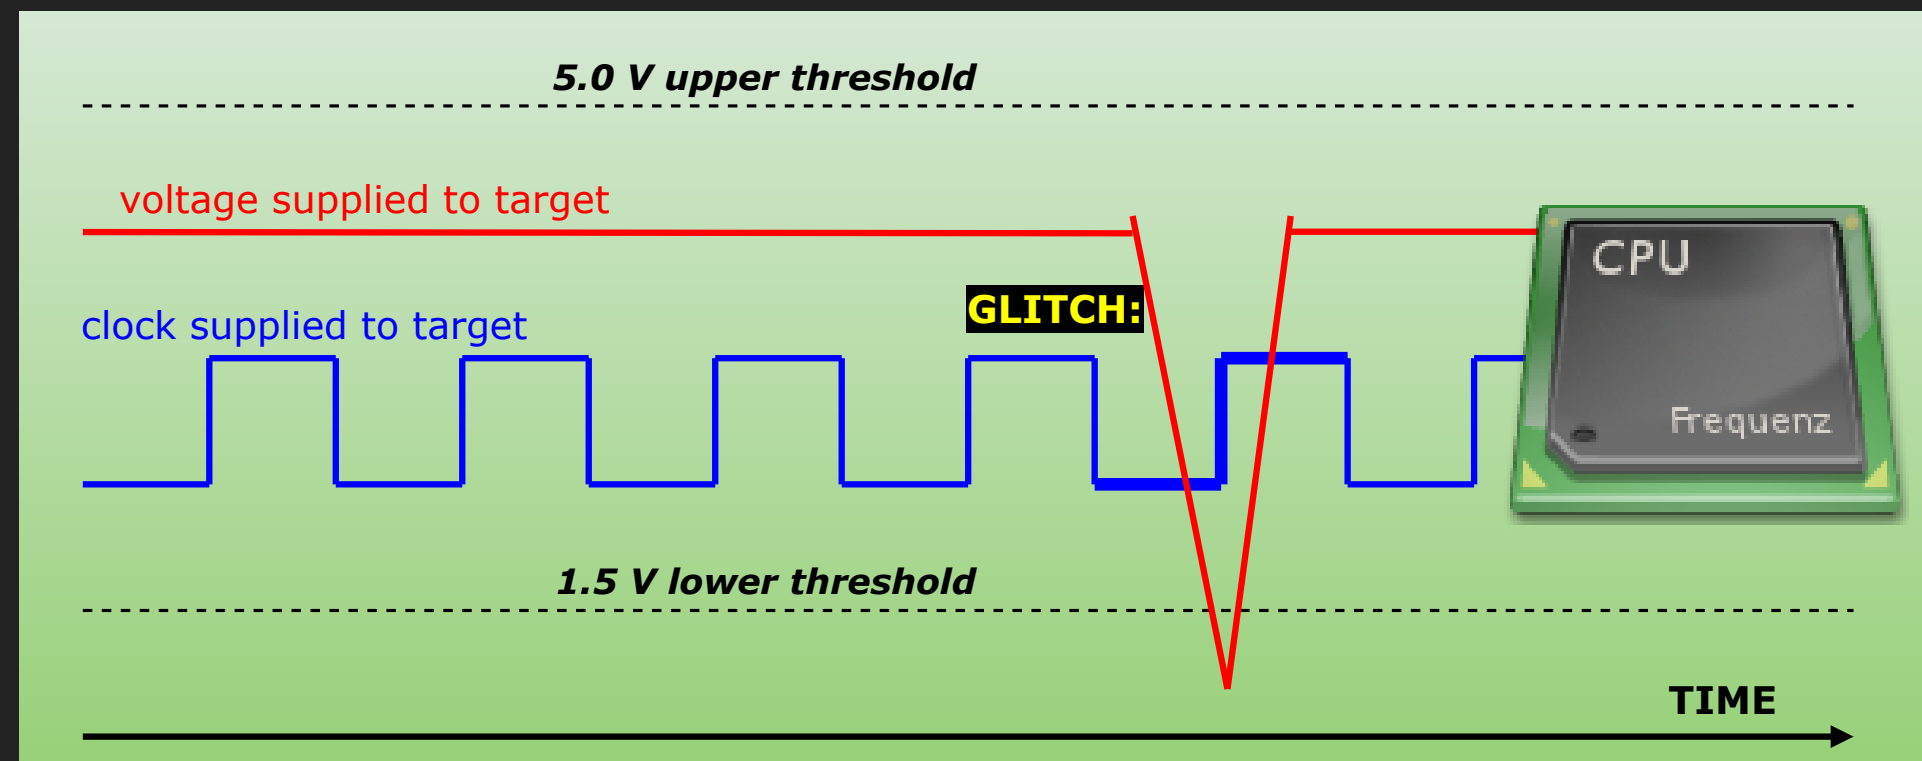 5.0 V upper threshold
voltage supplied to target
CPU
GLITCH:
clock supplied to target
Frequenz
1.5 V lower threshold
TIME